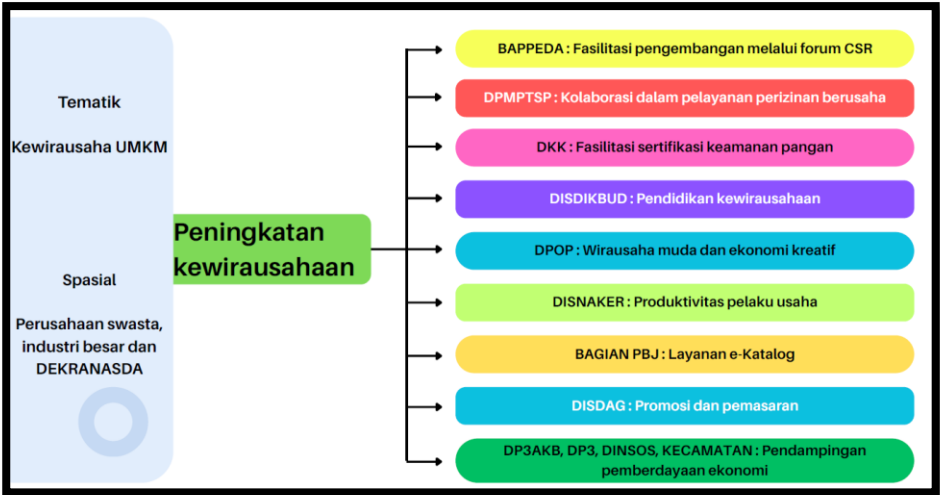 Tematik
Kewirausaha UMKM
Spasial
Perusahaan swasta,
industri besar dan
DEKRANASDA
Peningkatan
kewirausahaan
BAPPEDA : Fasilitasi pengembangan melalui forum CSR
DPMPTSP : Kolaborasi dalam pelayanan perizinan berusaha
DKK : Fasilitasi sertifikasi keamanan pangan
DISDIKBUD : Pendidikan kewirausahaan
DPOP : Wirausaha muda dan ekonomi kreatif
DISNAKER : Produktivitas pelaku usaha
BAGIAN PBJ : Layanan e-Katalog
DISDAG : Promosi dan pemasaran
DP3AKB, DP3, DINSOS, KECAMATAN : Pendampingan
pemberdayaan ekonomi